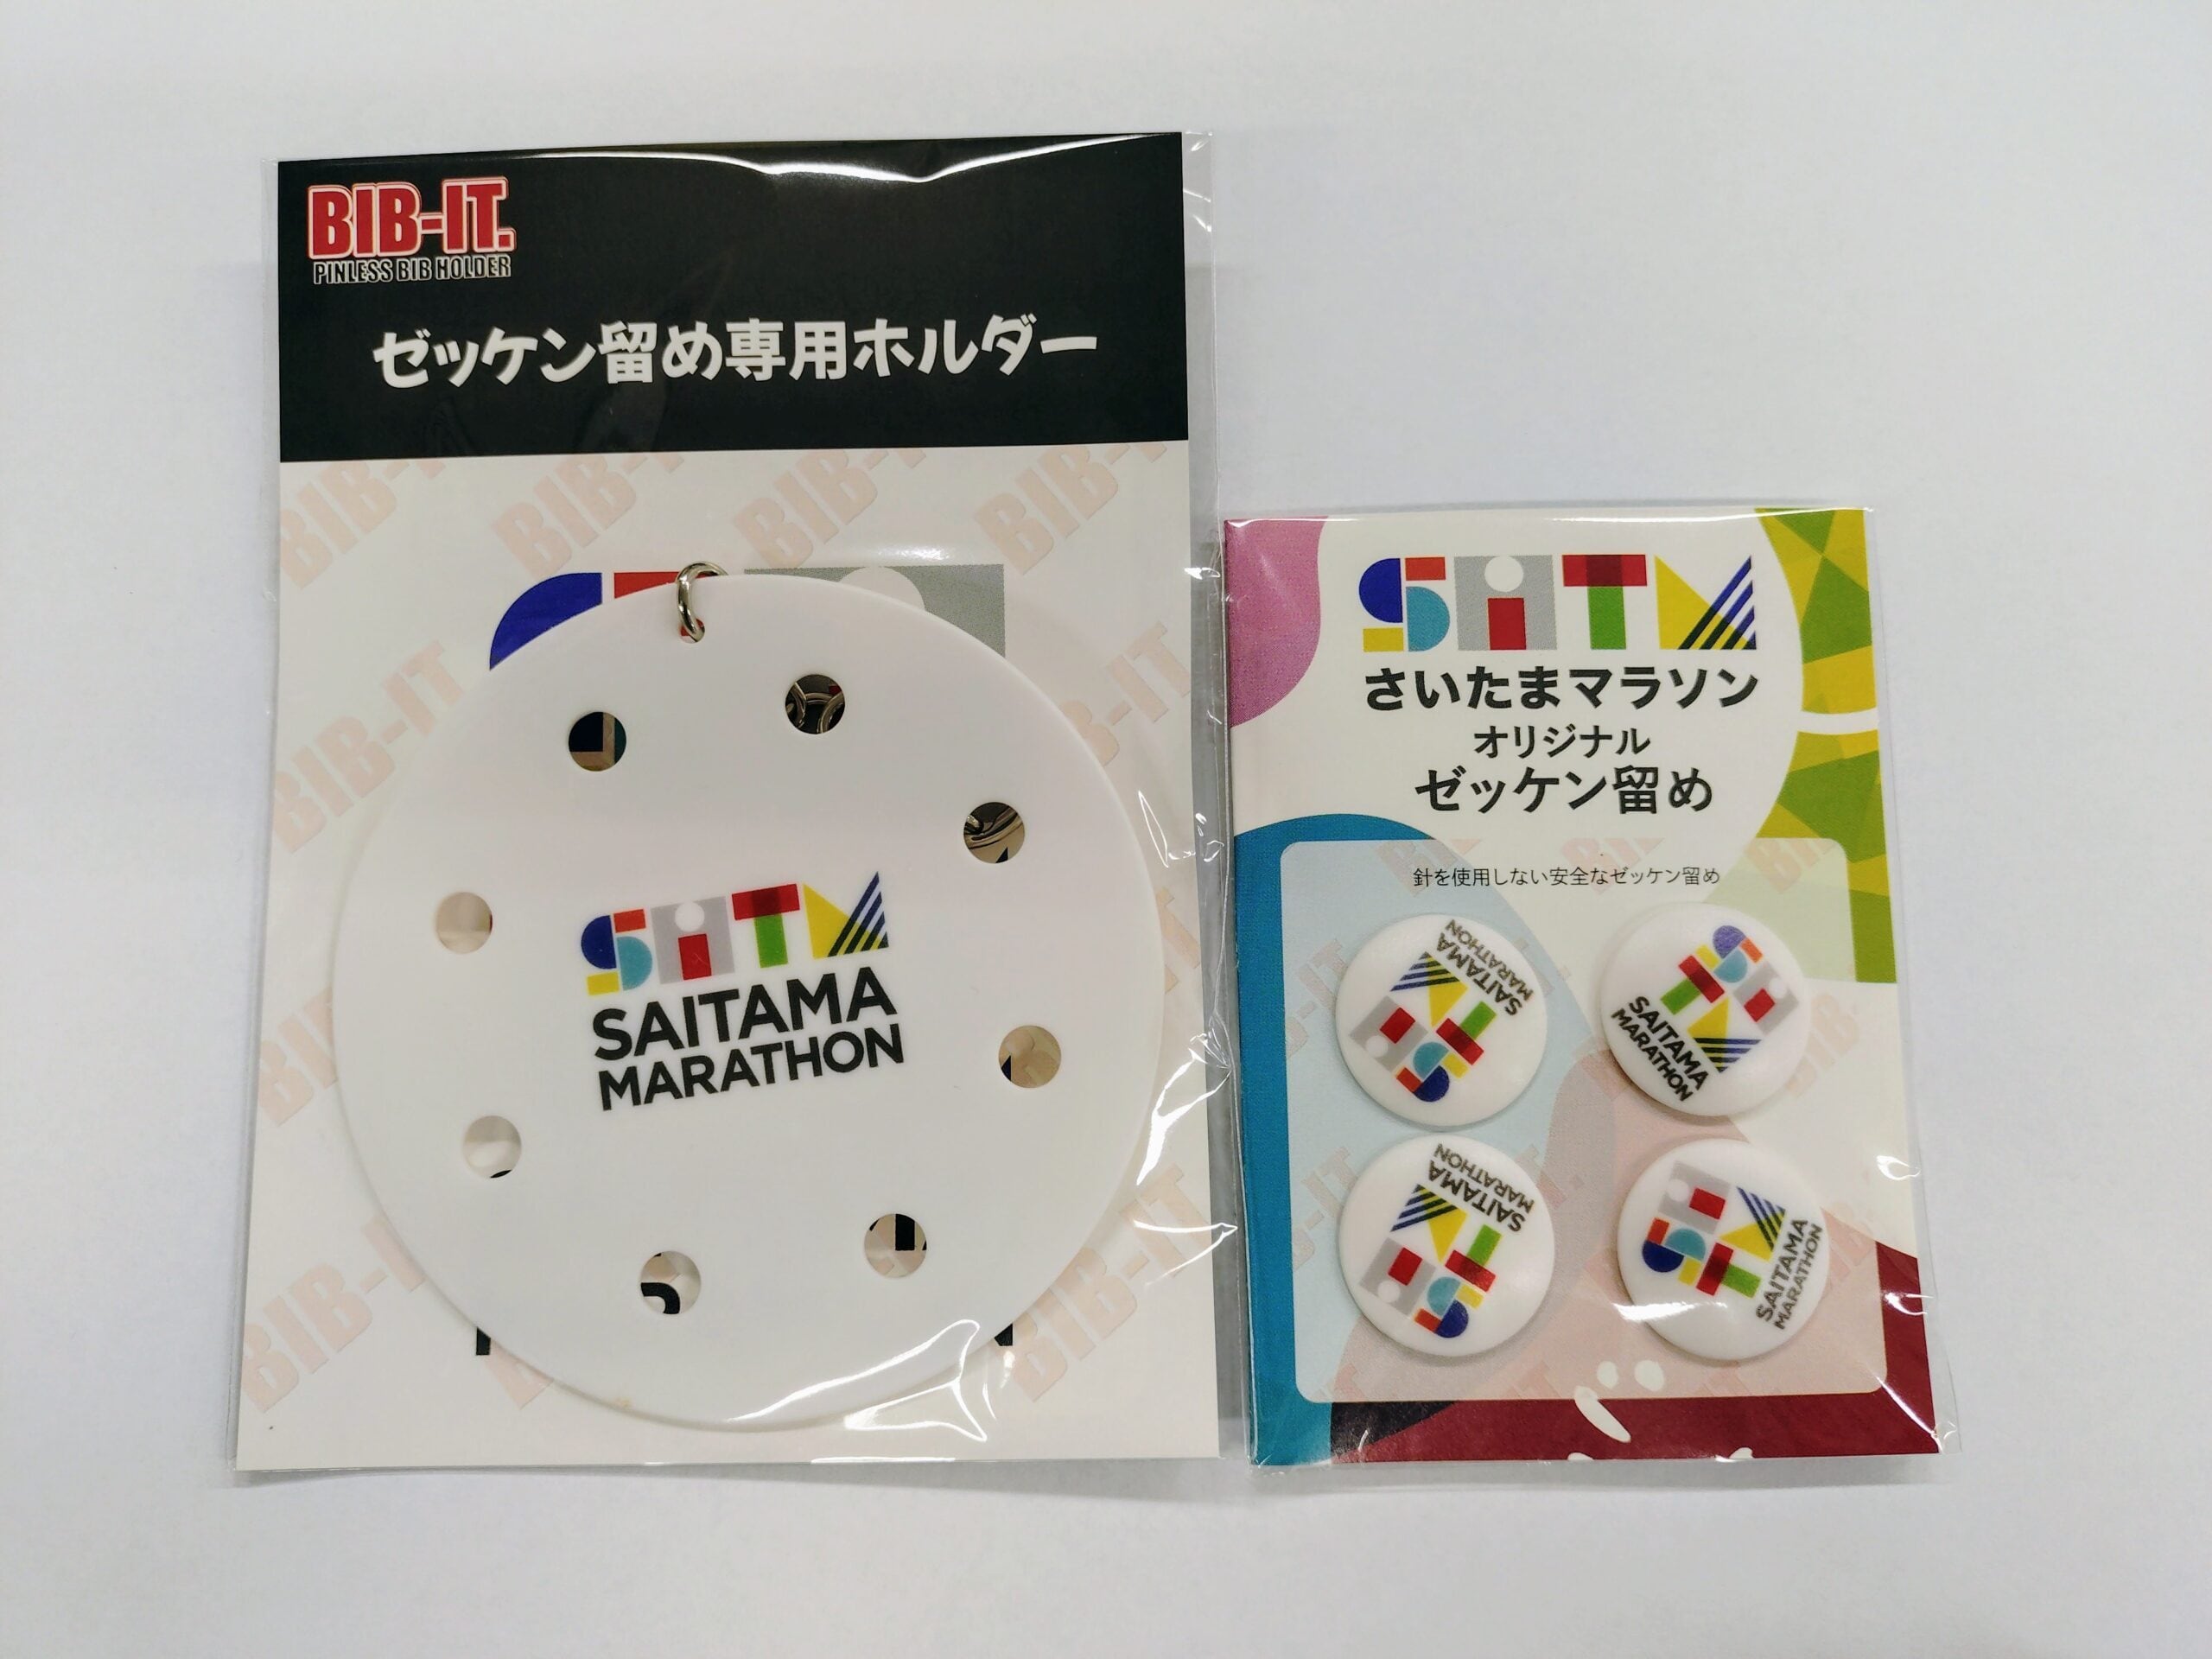 BIB-IT.
PINLESS BIB HOLDER
ゼッケン留め専用ホルダー
BIB-IT
SAITAMA
MARATHON
SAITM
さいたまマラソン
オリジナル
ゼッケン留め
針を使用しない安全なゼッケン留め
SAITAMA
MARATHON
SAITAMA
MARATHON
SAITAMA
MARATHON
SAITAMA
MARATHON